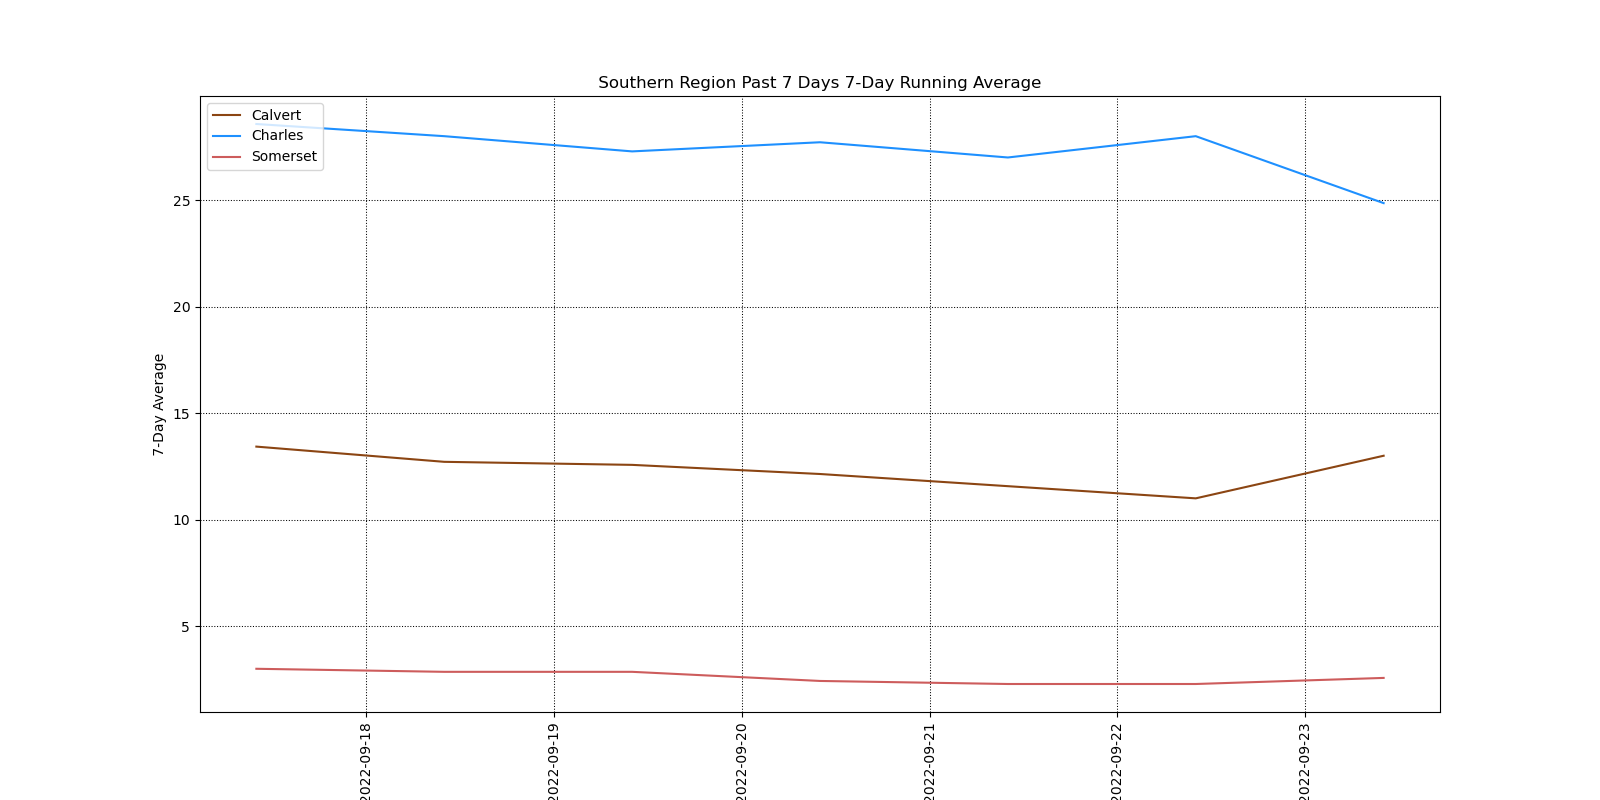 Southern Region Past 7 Days 7-Day Running Average
Calvert
Charles
Somerset
25
20
15
10
5
7-Day Average
2022-09-18
2022-09-19
2022-09-20
2022-09-21
2022-09-22
2022-09-23